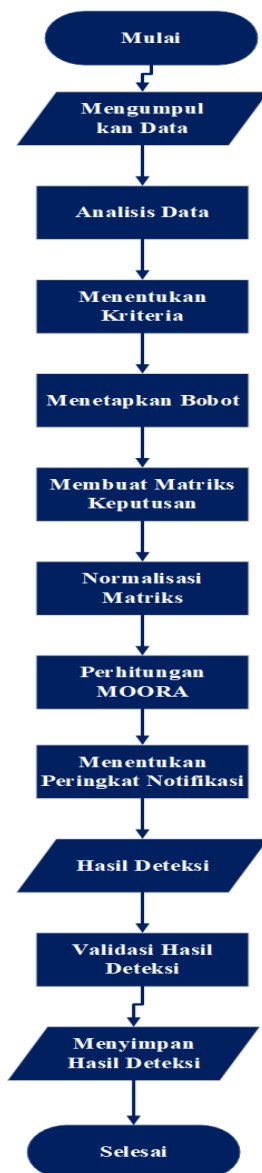 Mulai
Mengumpul
kan Data
Analisis Data
Menentukan
Kriteria
Menetapkan Bobot
Membuat Matriks
Keputusan
Normalisasi
Matriks
Perhitungan
MOORA
Menentukan
Peringkat Notifikasi
Hasil Deteksi
Validasi Hasil
Deteksi
Menyimpan
Hasil Deteksi
Selesai